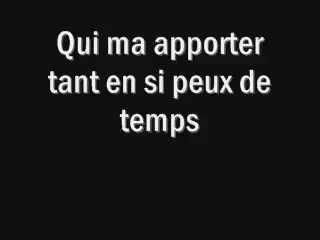 Qui ma apporter
tant en si peux de
temps